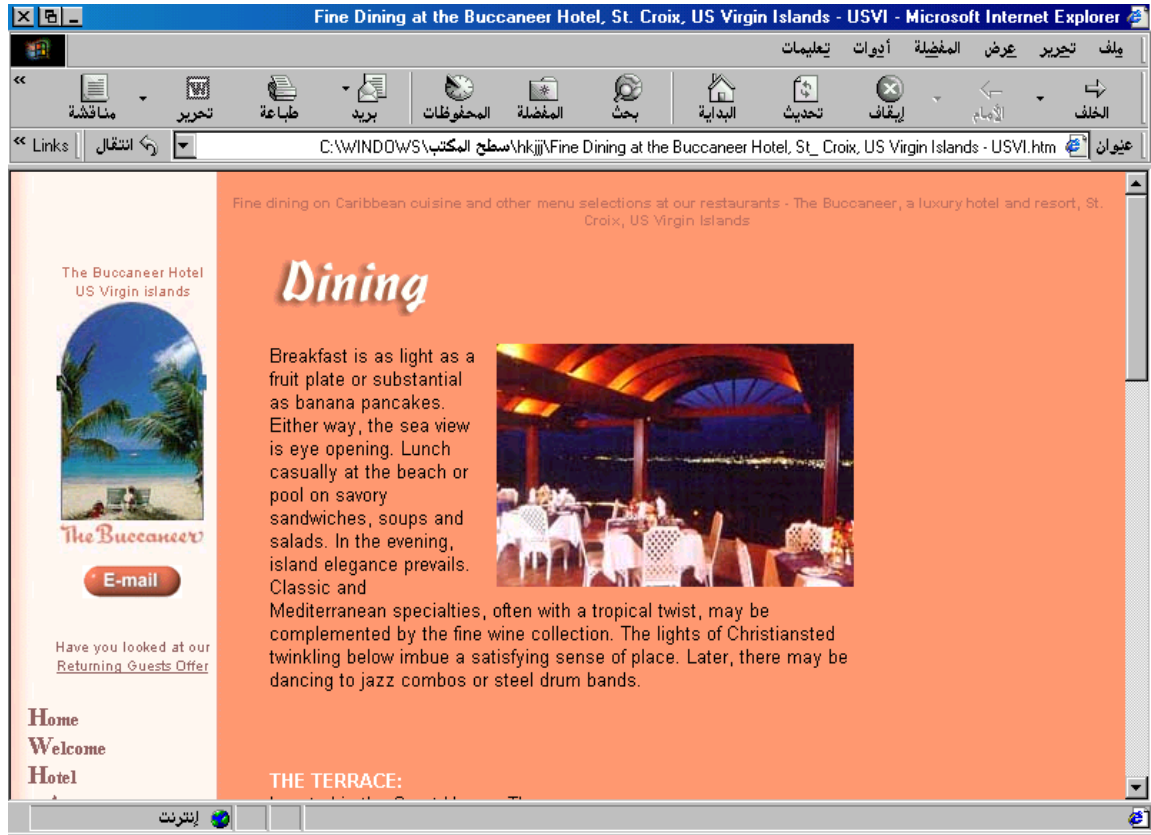 Fine Dining at the Buccaneer Hotel, St. Croix, US Virgin Islands - USVI - Microsoft Internet Explorer
ملف تحرير عرض المفضلة أدوات تعليمات
الخلف الأمام إيقاف تحديث البداية بحث المفضلة المحفوظات بريد طباعة تحرير مناقشة
عنوان C:\WINDOWS\سطح المكتب\hkjjj\Fine Dining at the Buccaneer Hotel, St_ Croix, US Virgin Islands - USVI.htm انتقال Links
Fine dining on Caribbean cuisine and other menu selections at our restaurants - The Buccaneer, a luxury hotel and resort, St.
Croix, US Virgin Islands
The Buccaneer Hotel
US Virgin islands
The Buccaneer
E-mail
Have you looked at our
Returning Guests Offer
Home
Welcome
Hotel
Dining
Breakfast is as light as a
fruit plate or substantial
as banana pancakes.
Either way, the sea view
is eye opening. Lunch
casually at the beach or
pool on savory
sandwiches, soups and
salads. In the evening,
island elegance prevails.
Classic and
Mediterranean specialties, often with a tropical twist, may be
complemented by the fine wine collection. The lights of Christiansted
twinkling below imbue a satisfying sense of place. Later, there may be
dancing to jazz combos or steel drum bands.
THE TERRACE:
إنترنت